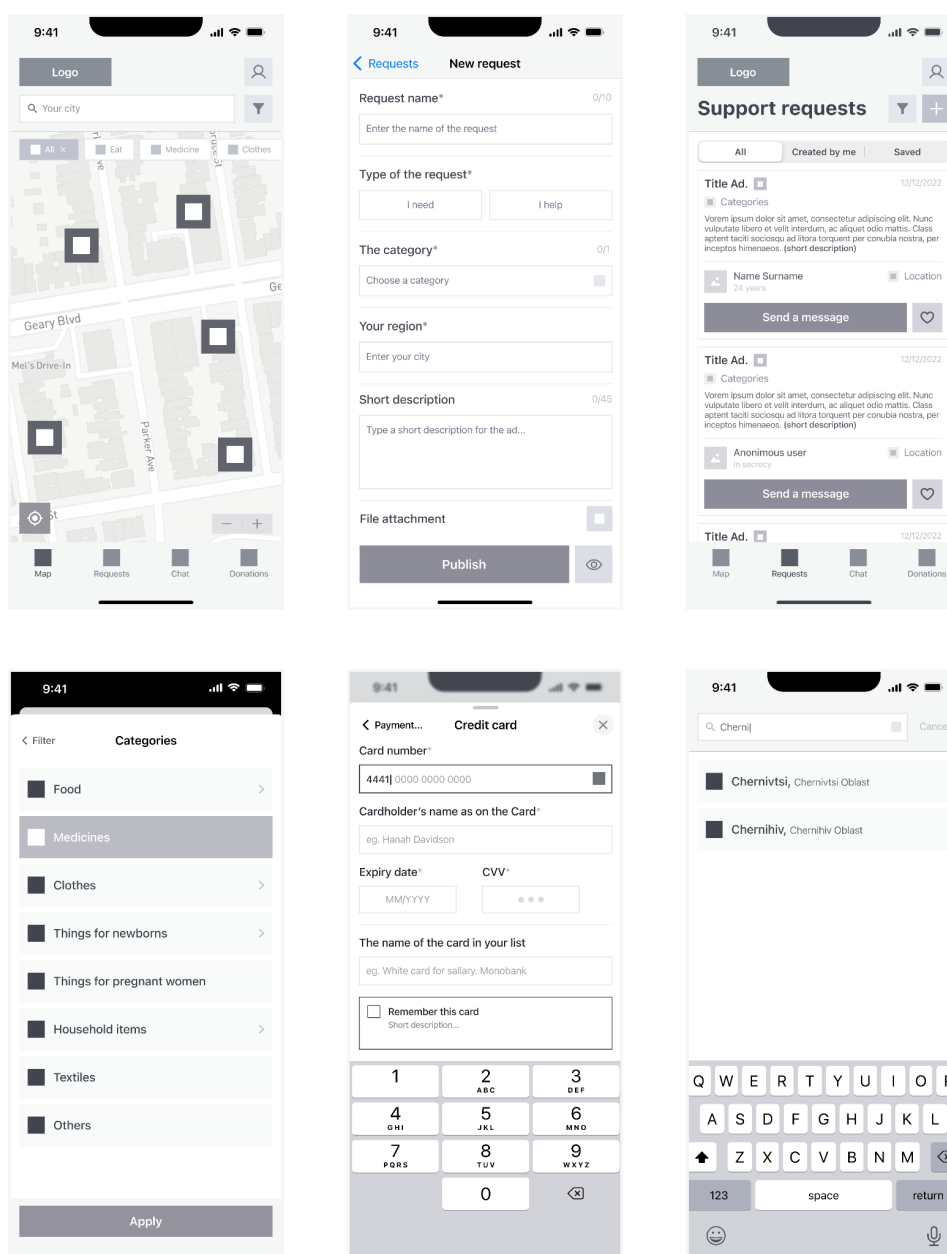 9:41
Logo
Your city
All ×
Eat
Medicine
Clothes
Geary Blvd
Mel's Drive-In
Parker Ave
St
Map
Requests
Chat
Donations
9:41
Requests
New request
Request name*
0/10
Enter the name of the request
Type of the request*
I need
I help
The category*
0/1
Choose a category
Your region*
Enter your city
Short description
0/45
Type a short description for the ad...
File attachment
Publish
9:41
Logo
Support requests
All
Created by me
Saved
Title Ad.
12/12/2022
Categories
Vorem ipsum dolor sit amet, consectetur adipiscing elit. Nunc
vulputate libero et velit interdum, ac aliquet odio mattis. Class
aptent taciti sociosqu ad litora torquent per conubia nostra, per
inceptos himenaeos. (short description)
Name Surname
24 years
Location
Send a message
Title Ad.
12/12/2022
Categories
Vorem ipsum dolor sit amet, consectetur adipiscing elit. Nunc
vulputate libero et velit interdum, ac aliquet odio mattis. Class
aptent taciti sociosqu ad litora torquent per conubia nostra, per
inceptos himenaeos. (short description)
Anonimous user
In secrecy
Location
Send a message
Title Ad.
12/12/2022
Map
Requests
Chat
Donations
9:41
Filter
Categories
Food
Medicines
Clothes
Things for newborns
Things for pregnant women
Household items
Textiles
Others
Apply
9:41
Payment...
Credit card
Card number*
4441 0000 0000 0000
Cardholder's name as on the Card*
eg. Hanah Davidson
Expiry date*
CVV*
MM/YYYY
The name of the card in your list
eg. White card for sallary. Monobank
Remember this card
Short description...
1
2
ABC
3
DEF
4
GHI
5
JKL
6
MNO
7
PQRS
8
TUV
9
WXYZ
0
9:41
Cherni
Cance
Chernivtsi, Chernivtsi Oblast
Chernihiv, Chernihiv Oblast
Q W E R T Y U I O P
A S D F G H J K L
Z X C V B N M
123
space
return